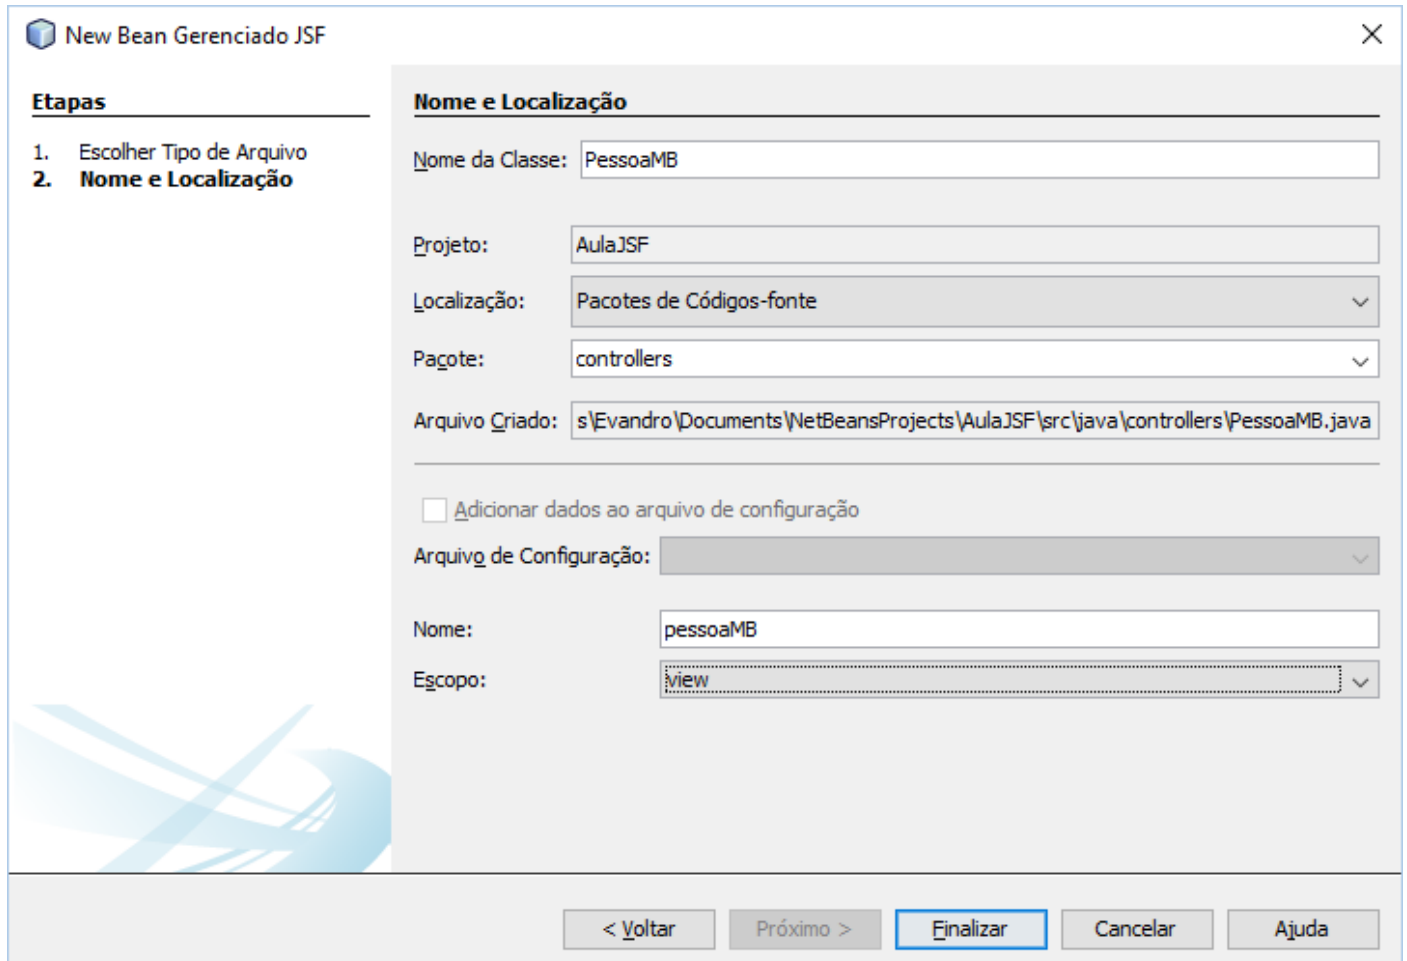 New Bean Gerenciado JSF
Etapas
1. Escolher Tipo de Arquivo
2. Nome e Localização
Nome e Localização
Nome da Classe: PessoaMB
Projeto: AulaJSF
Localização: Pacotes de Códigos-fonte
Pacote: controllers
Arquivo Criado: s\Evandro\Documents\NetBeansProjects\AulaJSF\src\java\controllers\PessoaMB.java
Adicionar dados ao arquivo de configuração
Arquivo de Configuração:
Nome: pessoaMB
Escopo: view
< Voltar Próximo > Finalizar Cancelar Ajuda